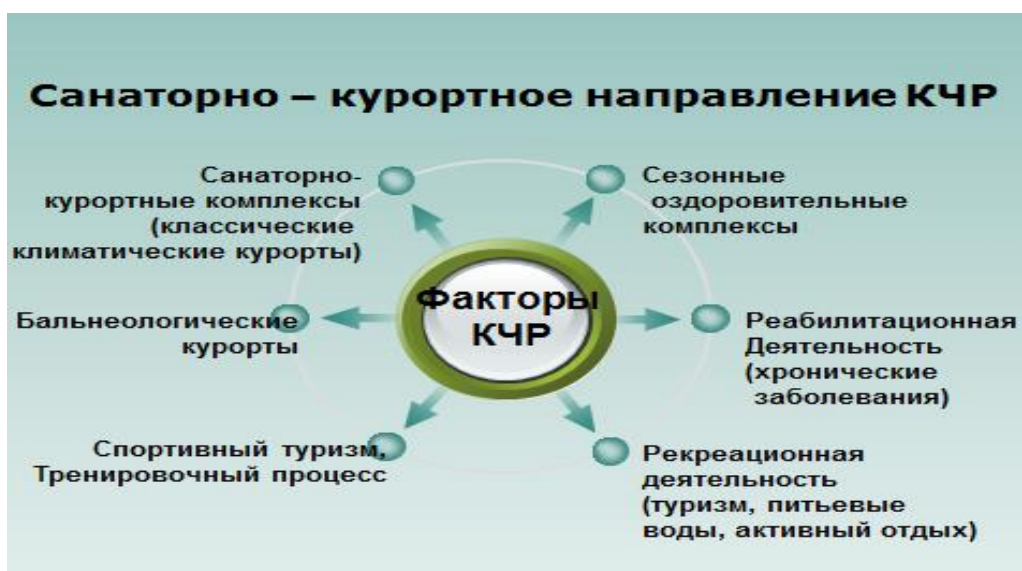 Санаторно – курортное направление КЧР
Санаторно-
курортные комплексы
(классические
климатические курорты)
Сезонные
оздоровительные
комплексы
Факторы
КЧР
Бальнеологические
курорты
Реабилитационная
Деятельность
(хронические
заболевания)
Спортивный туризм,
Тренировочный процесс
Рекреационная
деятельность
(туризм, питьевые
воды, активный отдых)